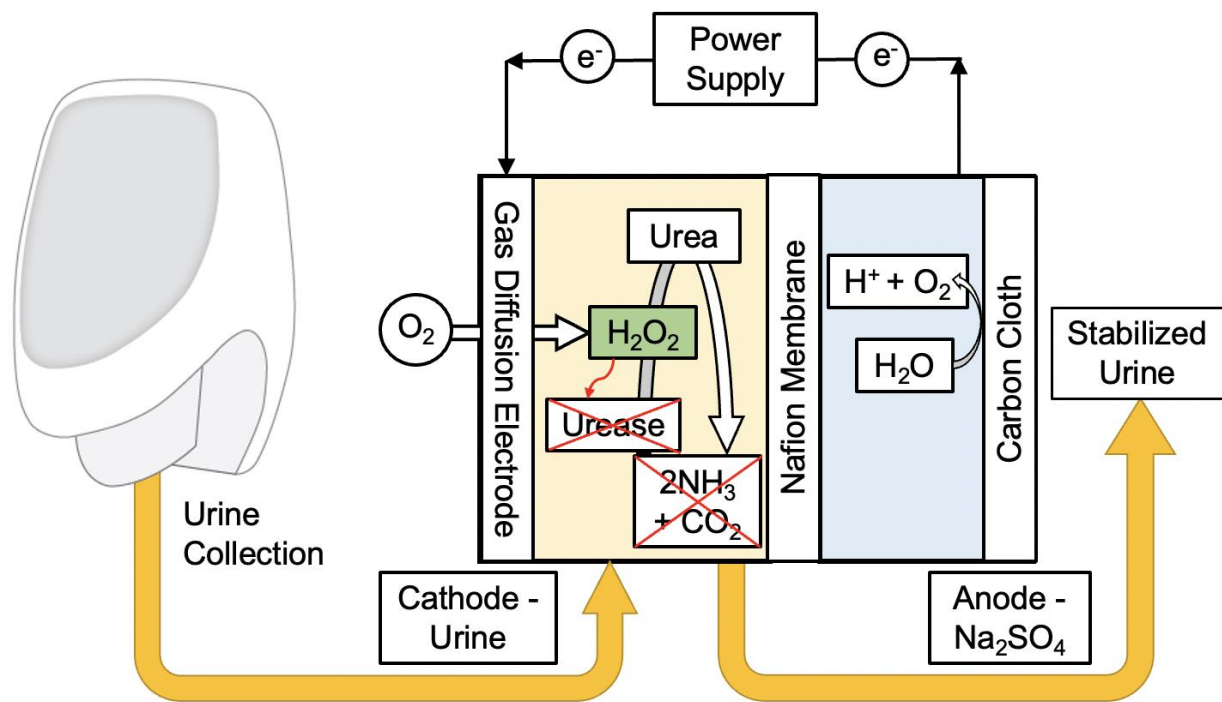 e⁻
Power
Supply
e⁻
Gas Diffusion Electrode
Urea
Nafion Membrane
H⁺ + O₂
Carbon Cloth
O₂
H₂O₂
H₂O
Stabilized
Urine
Urease
2NH₃
+ CO₂
Urine
Collection
Cathode -
Urine
Anode -
Na₂SO₄